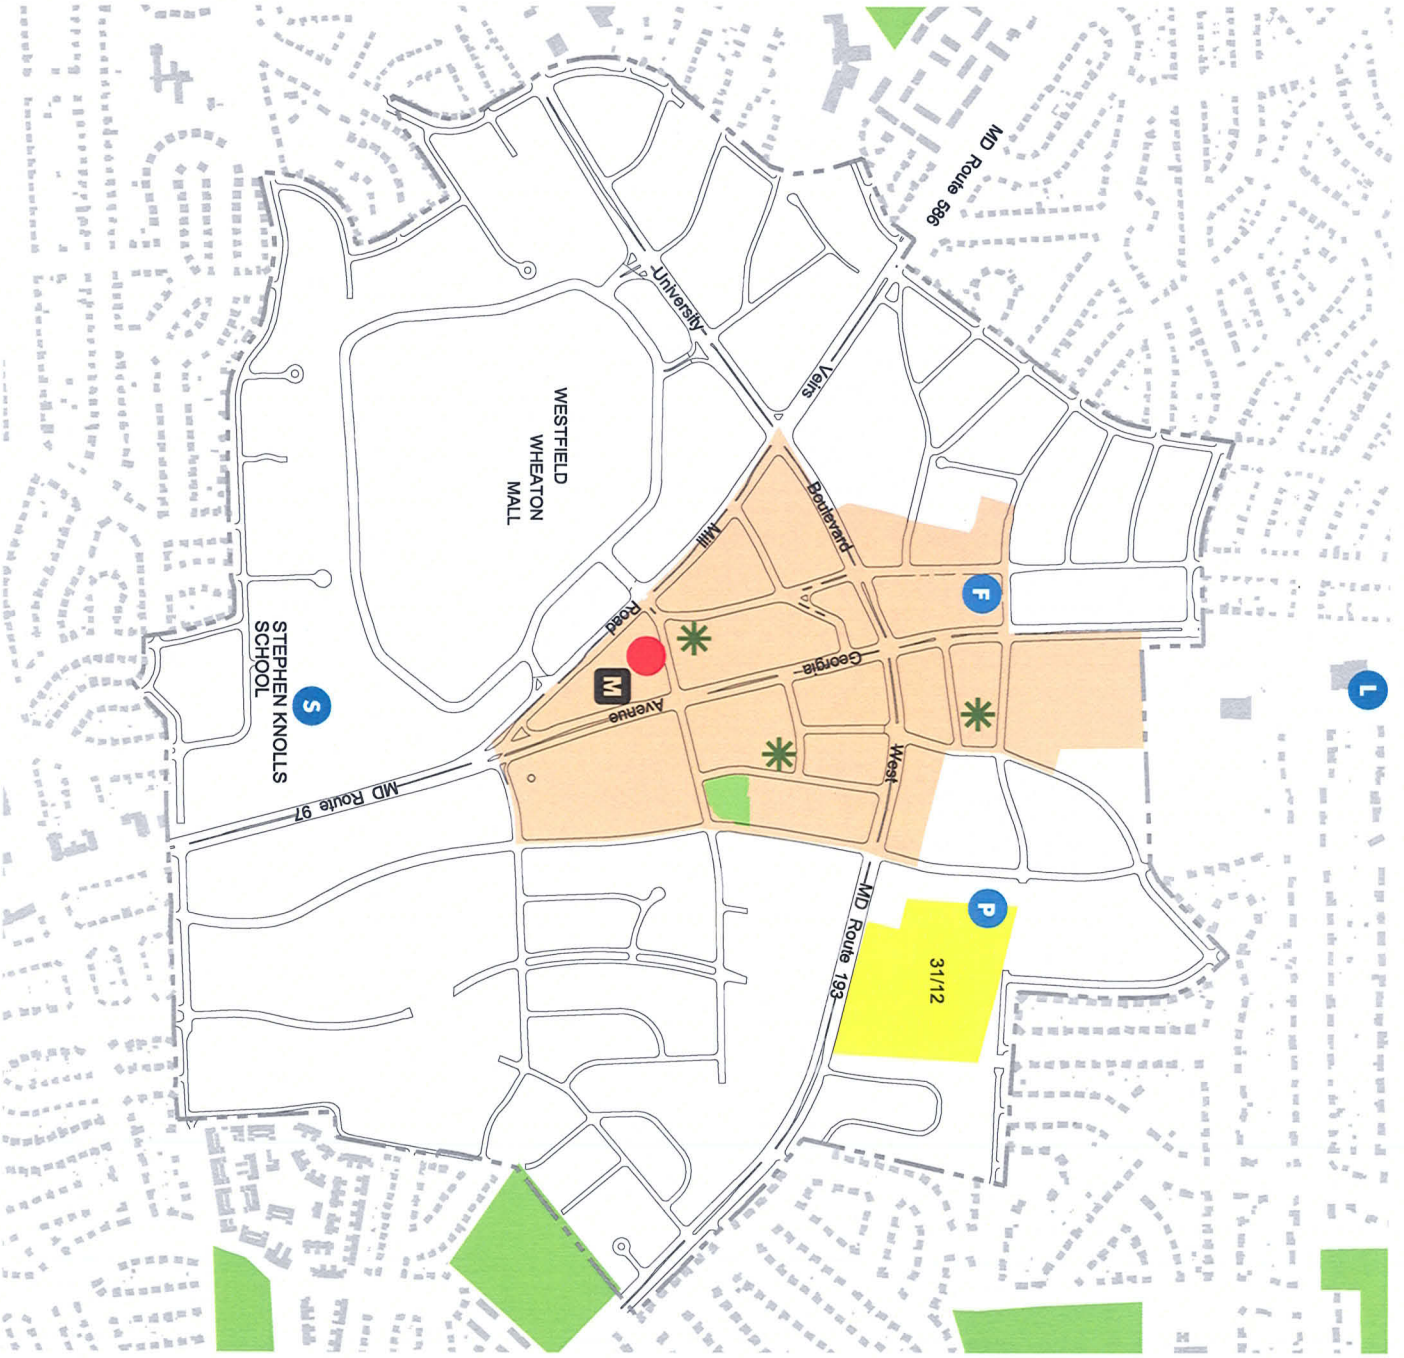 MD Route 586
University
Veirs
WESTFIELD
WHEATON
MALL
Boulevard
Mill
F
Road
Georgia
M
Avenue
L
STEPHEN KNOLLS
SCHOOL
S
West
MD Route 97
P
MD Route 193
31/12